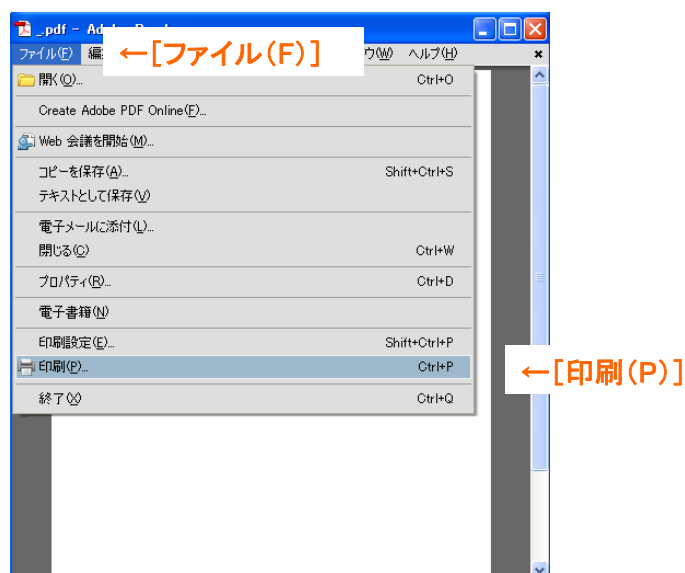 _.pdf - Ad
ファイル(F) 編 ←[ファイル(F)] ウ(W) ヘルプ(H)
開く(O)... Ctrl+O
Create Adobe PDF Online(F)...
Web 会議を開始(M)...
コピーを保存(A)... Shift+Ctrl+S
テキストとして保存(V)
電子メールに添付(L)...
閉じる(C) Ctrl+W
プロパティ(R)... Ctrl+D
電子書籍(N)
印刷設定(E)... Shift+Ctrl+P
印刷(P)... Ctrl+P
←[印刷(P)]
終了(X) Ctrl+Q